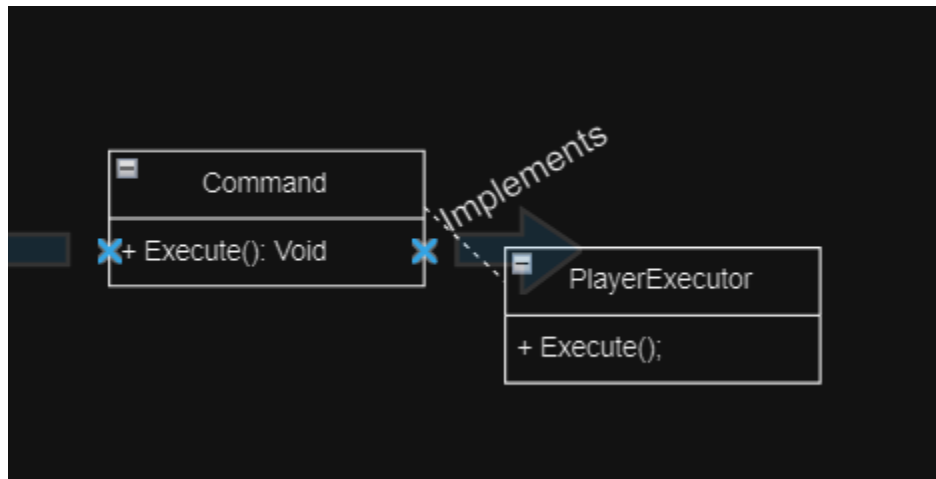 Implements
Command
+ Execute(): Void
PlayerExecutor
+ Execute();